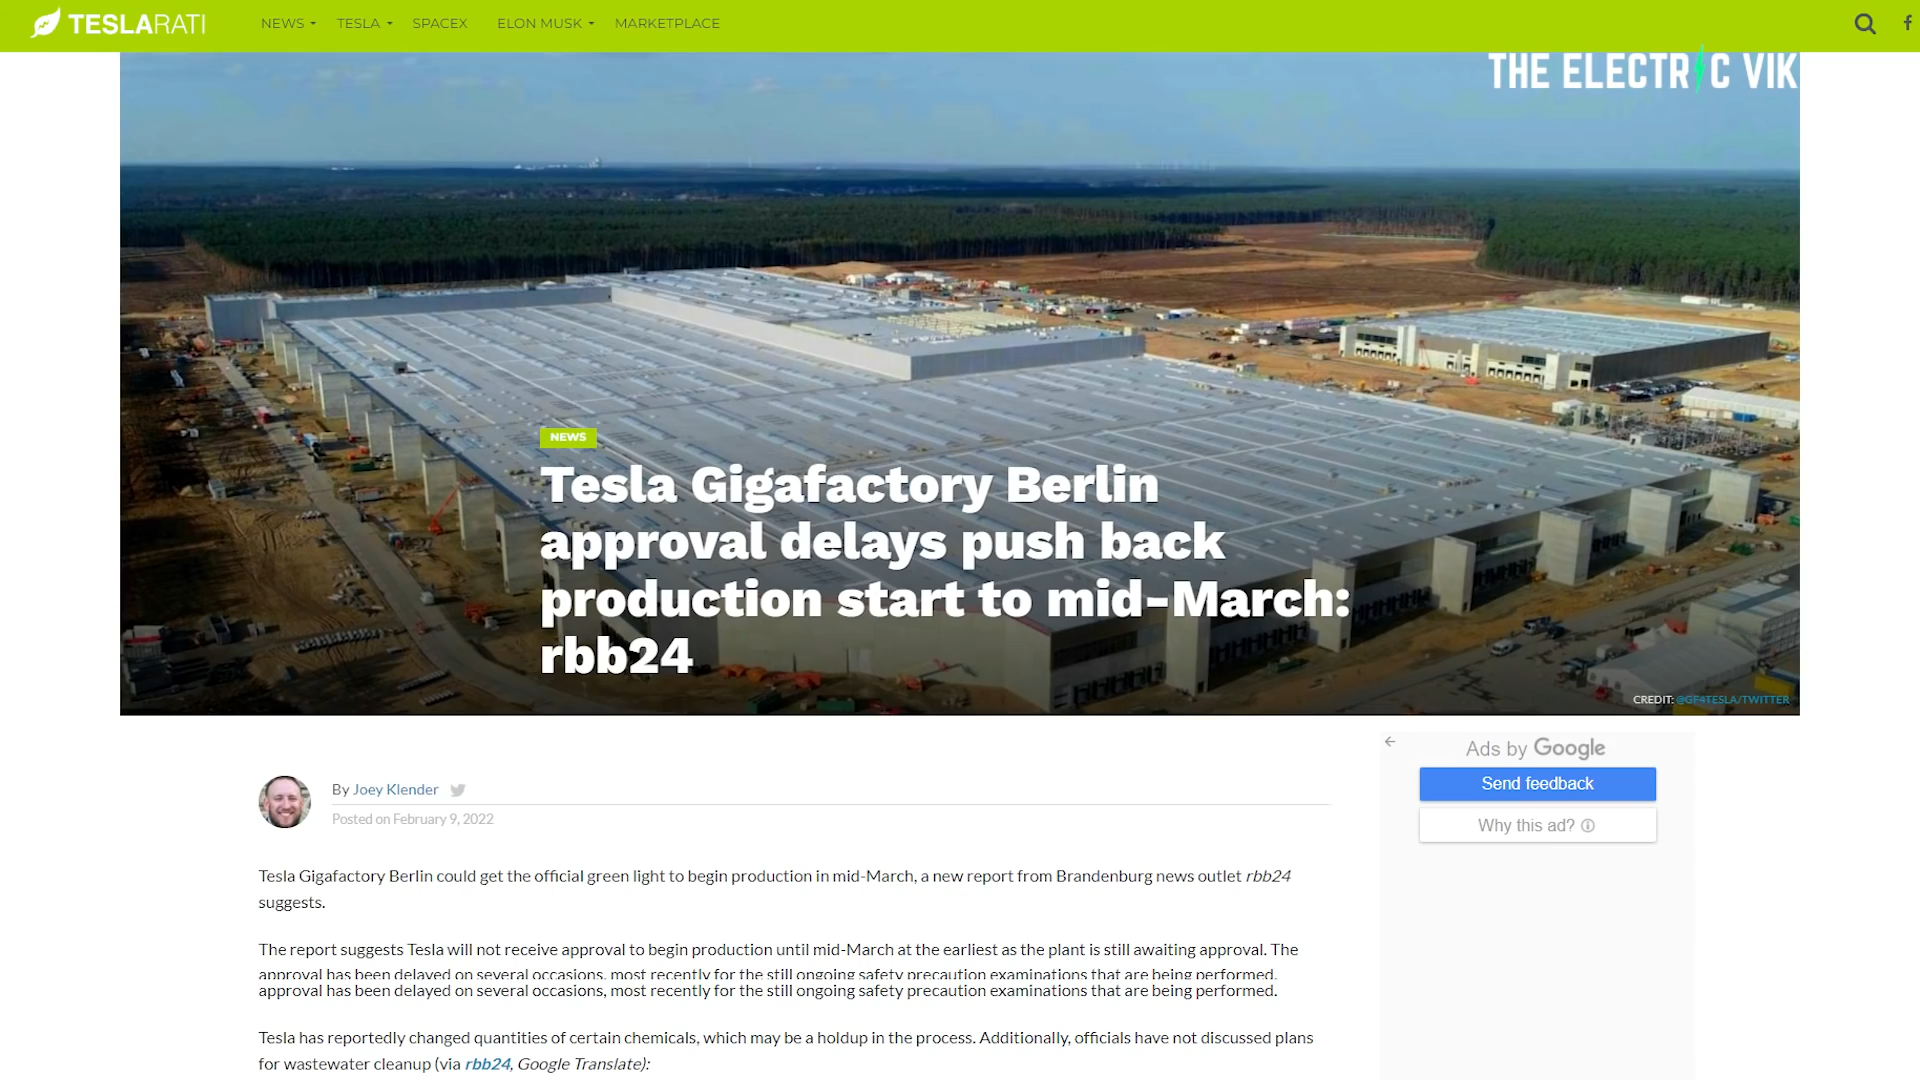 TESLARATI
NEWS TESLA SPACEX ELON MUSK MARKETPLACE
THE ELECTRIC VIK
NEWS
Tesla Gigafactory Berlin
approval delays push back
production start to mid-March:
rbb24
CREDIT: @GF4TESLA/TWITTER
By Joey Klender
Posted on February 9, 2022
Ads by Google
Send feedback
Why this ad?
Tesla Gigafactory Berlin could get the official green light to begin production in mid-March, a new report from Brandenburg news outlet rbb24
suggests.
The report suggests Tesla will not receive approval to begin production until mid-March at the earliest as the plant is still awaiting approval. The
approval has been delayed on several occasions, most recently for the still ongoing safety precaution examinations that are being performed.
approval has been delayed on several occasions, most recently for the still ongoing safety precaution examinations that are being performed.
Tesla has reportedly changed quantities of certain chemicals, which may be a holdup in the process. Additionally, officials have not discussed plans
for wastewater cleanup (via rbb24, Google Translate):